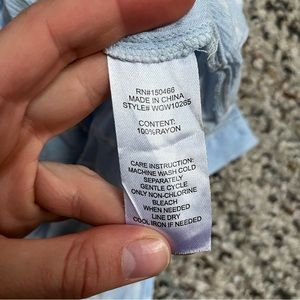 RN#150466
MADE IN CHINA
STYLE# WGW10265
CONTENT:
100%RAYON
CARE INSTRUCTION:
MACHINE WASH COLD
SEPARATELY
GENTLE CYCLE
ONLY NON-CHLORINE
BLEACH
WHEN NEEDED
LINE DRY
COOL IRON IF NEEDED